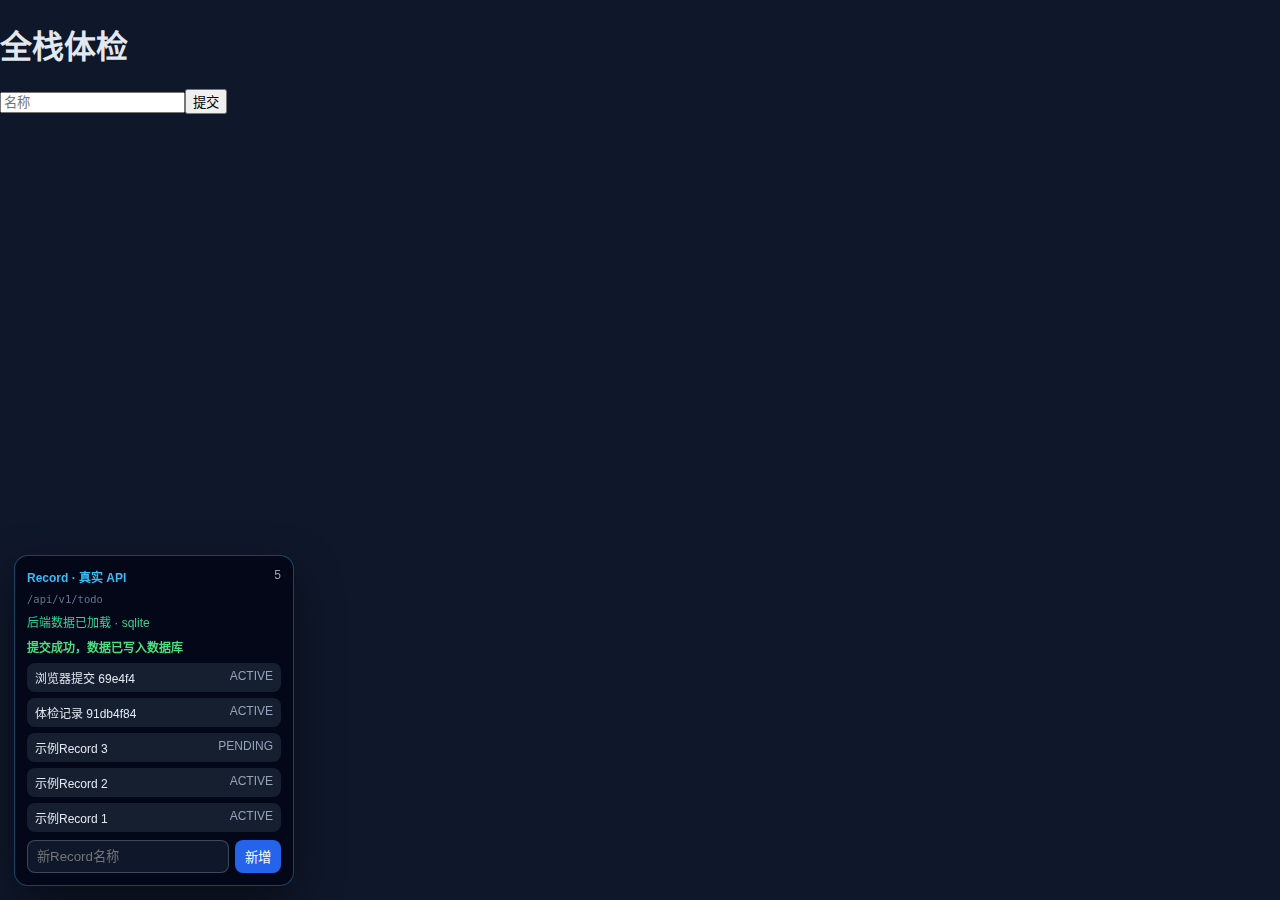 全栈体检
名称 提交
Record · 真实 API 5
/api/v1/todo
后端数据已加载 · sqlite
提交成功，数据已写入数据库
浏览器提交 69e4f4 ACTIVE
体检记录 91db4f84 ACTIVE
示例Record 3 PENDING
示例Record 2 ACTIVE
示例Record 1 ACTIVE
新Record名称 新增